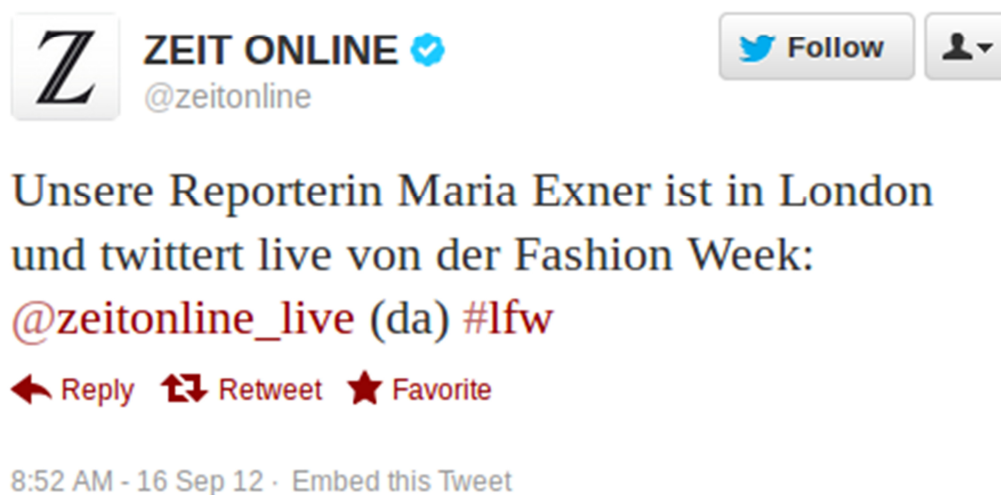 Z
ZEIT ONLINE
@zeitonline
Follow
Unsere Reporterin Maria Exner ist in London
und twittert live von der Fashion Week:
@zeitonline_live (da) #lfw
Reply Retweet Favorite
8:52 AM - 16 Sep 12 · Embed this Tweet